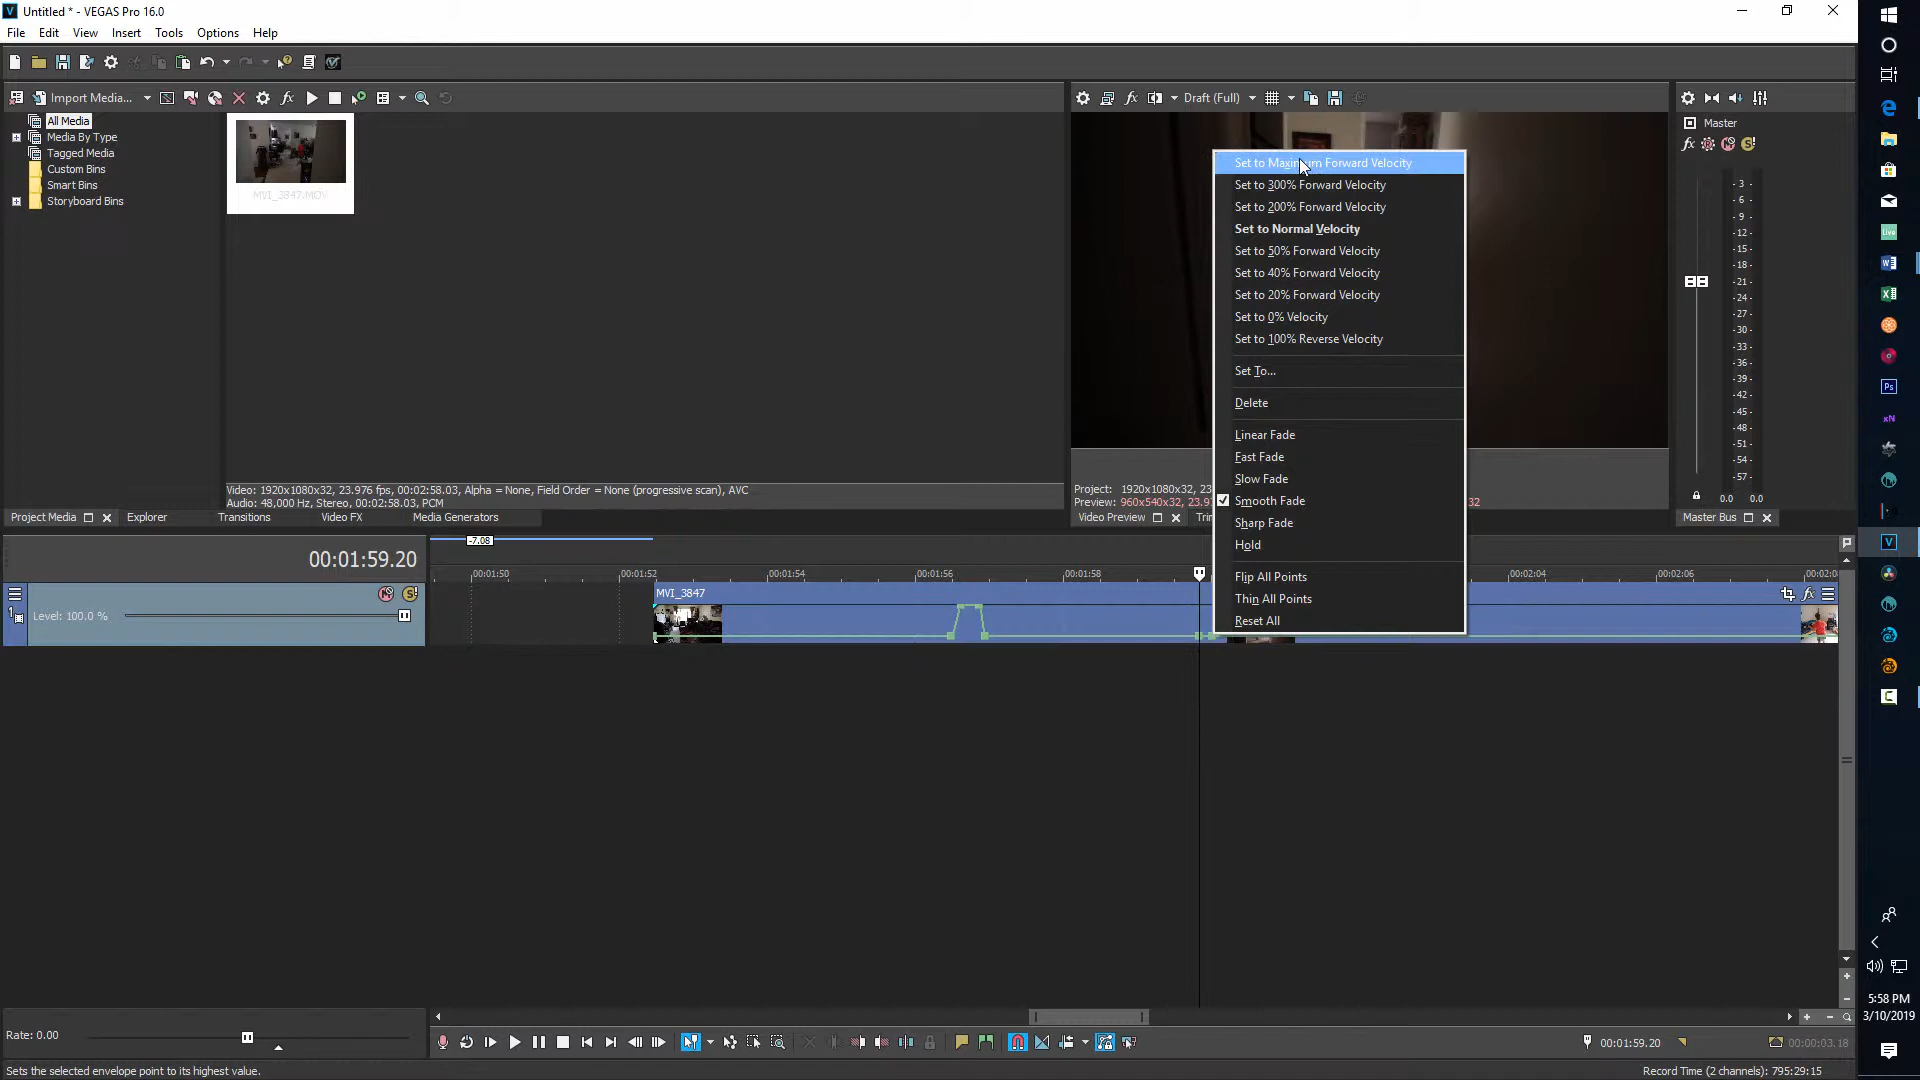 Untitled * - VEGAS Pro 16.0
File Edit View Insert Tools Options Help
Import Media...
Draft (Full)
All Media
Media By Type
Tagged Media
Custom Bins
Smart Bins
Storyboard Bins
MVI_3847.MOV
Video: 1920x1080x32, 23.976 fps, 00:02:58.03, Alpha = None, Field Order = None (progressive scan), AVC
Audio: 48,000 Hz, Stereo, 00:02:58.03, PCM
Project Media Explorer Transitions Video FX Media Generators
Set to Maximum Forward Velocity
Set to 300% Forward Velocity
Set to 200% Forward Velocity
Set to Normal Velocity
Set to 50% Forward Velocity
Set to 40% Forward Velocity
Set to 20% Forward Velocity
Set to 0% Velocity
Set to 100% Reverse Velocity
Set To...
Delete
Linear Fade
Fast Fade
Slow Fade
Smooth Fade
Sharp Fade
Hold
Flip All Points
Thin All Points
Reset All
Project: 1920x1080x32, 23
Preview: 960x540x32, 23.97 32
Video Preview
Master
- 3 -
- 6 -
- 9 -
- 12 -
- 15 -
- 18 -
- 21 -
- 24 -
- 27 -
- 30 -
- 33 -
- 36 -
- 39 -
- 42 -
- 45 -
- 48 -
- 51 -
- 54 -
- 57 -
0.0 0.0
Master Bus
00:01:59.20
-7.08
00:01:50 00:01:52 00:01:54 00:01:56 00:01:58 00:02:04 00:02:06
1
Level: 100.0 %
MVI_3847
Rate: 0.00
00:01:59.20 00:00:03.18
Sets the selected envelope point to its highest value.
Record Time (2 channels): 795:29:15
Live
Ps
xN
5:58 PM
3/10/2019